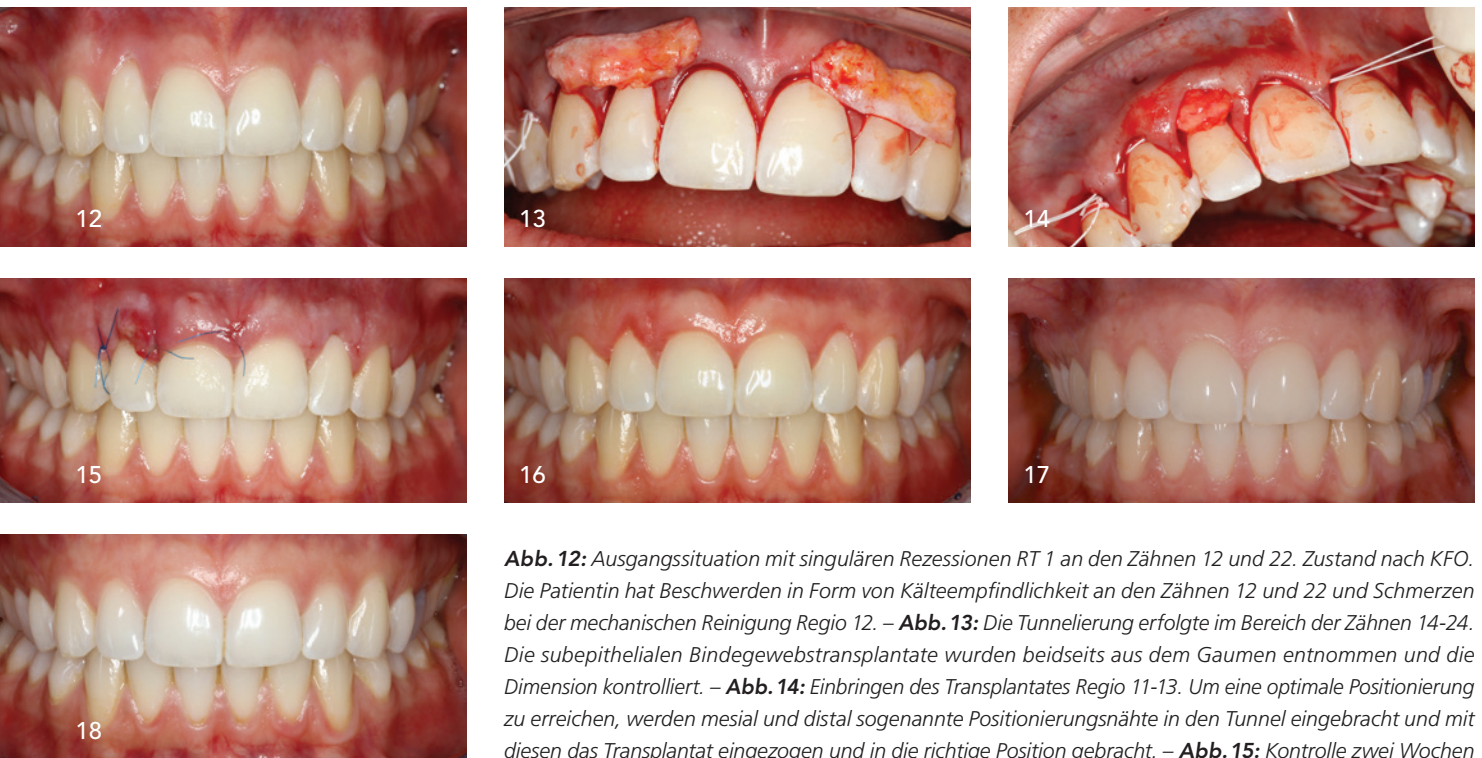 12
13
14
15
16
17
18
Abb. 12: Ausgangssituation mit singulären Rezessionen RT 1 an den Zähnen 12 und 22. Zustand nach KFO.
Die Patientin hat Beschwerden in Form von Kälteempfindlichkeit an den Zähnen 12 und 22 und Schmerzen
bei der mechanischen Reinigung Regio 12. – Abb. 13: Die Tunnelierung erfolgte im Bereich der Zähnen 14-24.
Die subepithelialen Bindegewebstransplantate wurden beidseits aus dem Gaumen entnommen und die
Dimension kontrolliert. – Abb. 14: Einbringen des Transplantates Regio 11-13. Um eine optimale Positionierung
zu erreichen, werden mesial und distal sogenannte Positionierungsnähte in den Tunnel eingebracht und mit
diesen das Transplantat eingezogen und in die richtige Position gebracht. – Abb. 15: Kontrolle zwei Wochen